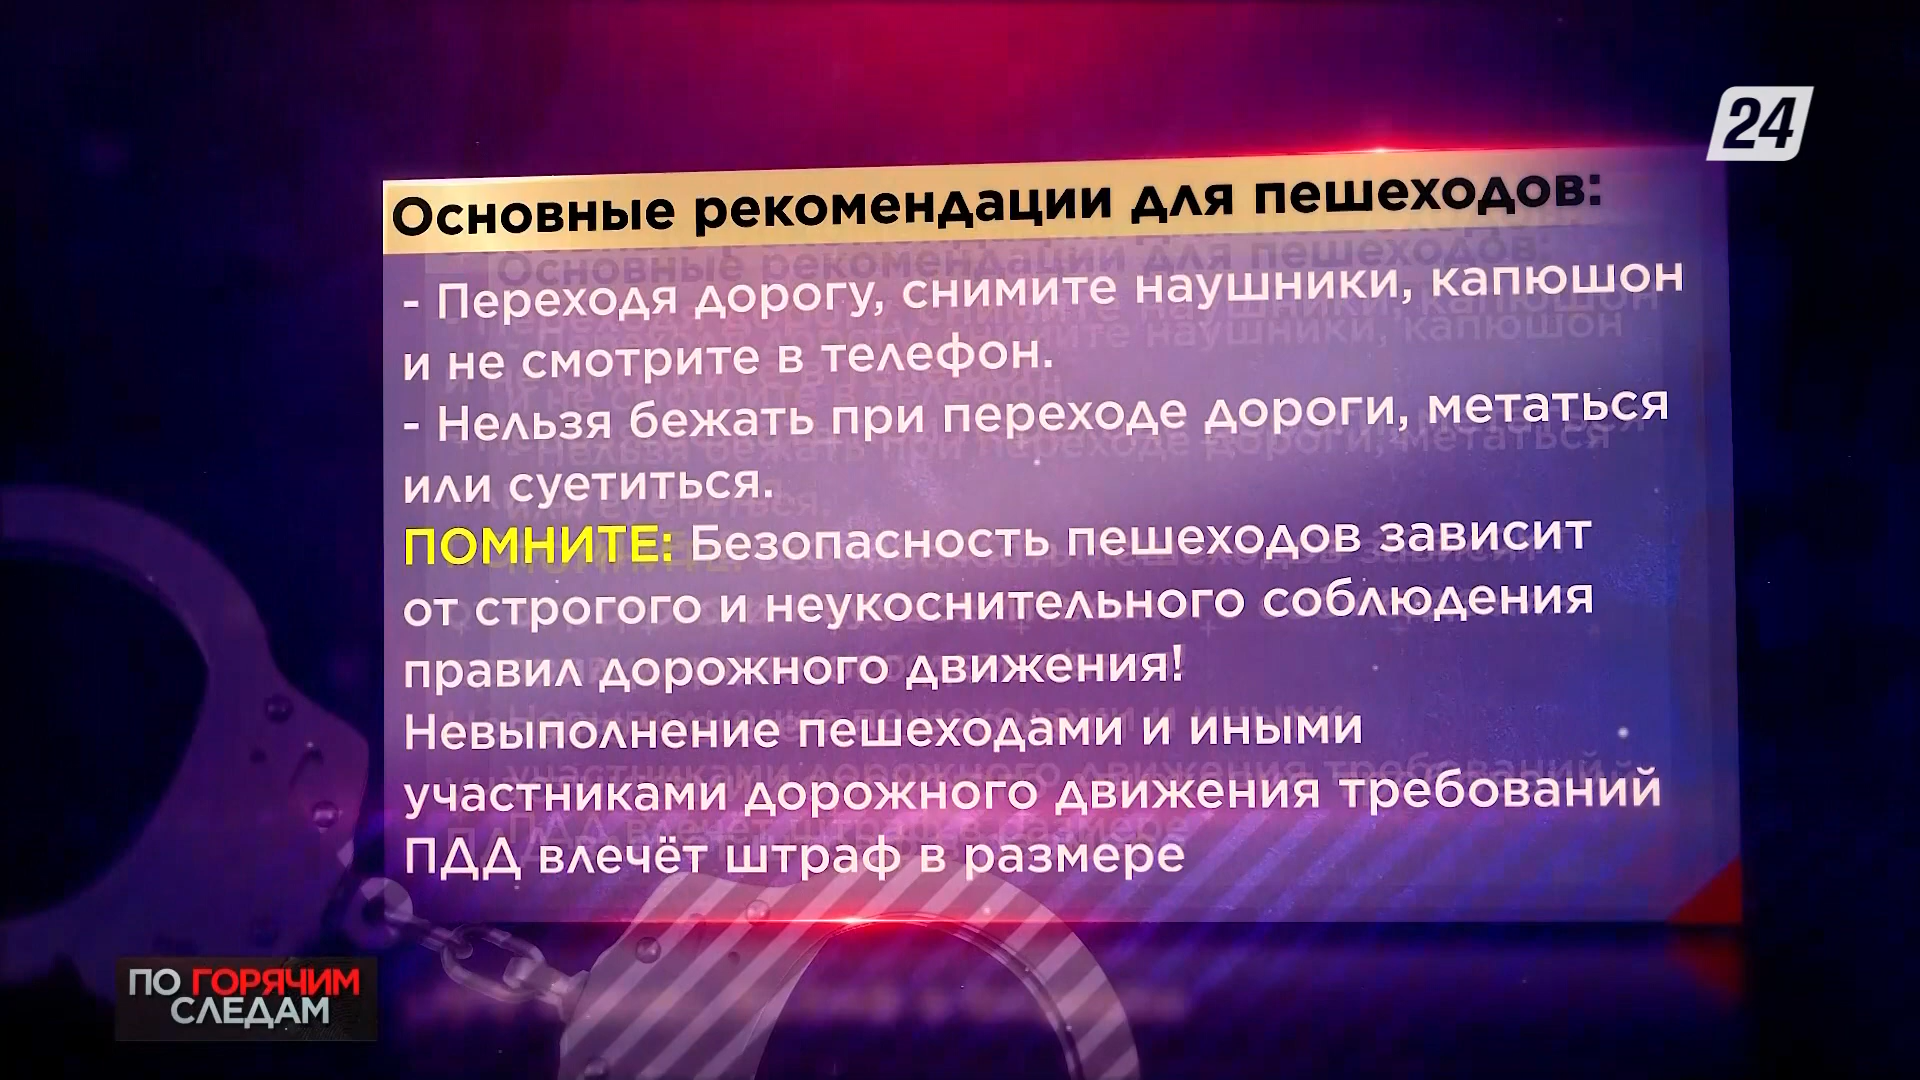 24
Основные рекомендации для пешеходов:
- Переходя дорогу, снимите наушники, капюшон
и не смотрите в телефон.
- Нельзя бежать при переходе дороги, метаться
или суетиться.
ПОМНИТЕ: Безопасность пешеходов зависит
от строгого и неукоснительного соблюдения
правил дорожного движения!
Невыполнение пешеходами и иными
участниками дорожного движения требований
ПДД влечёт штраф в размере
ПО ГОРЯЧИМ
СЛЕДАМ